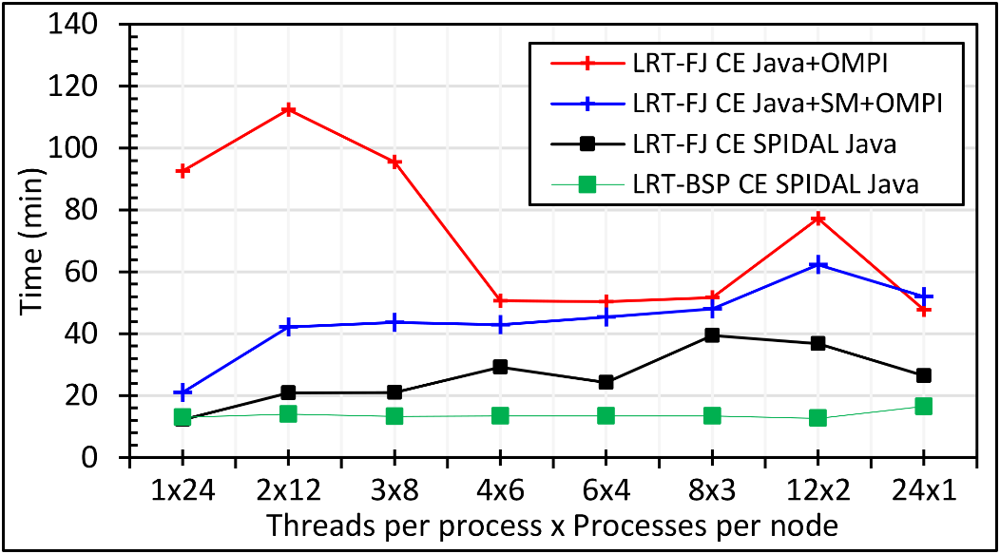 140
120
100
80
60
40
20
0
Time (min)
LRT-FJ CE Java+OMPI
LRT-FJ CE Java+SM+OMPI
LRT-FJ CE SPIDAL Java
LRT-BSP CE SPIDAL Java
1x24 2x12 3x8 4x6 6x4 8x3 12x2 24x1
Threads per process x Processes per node